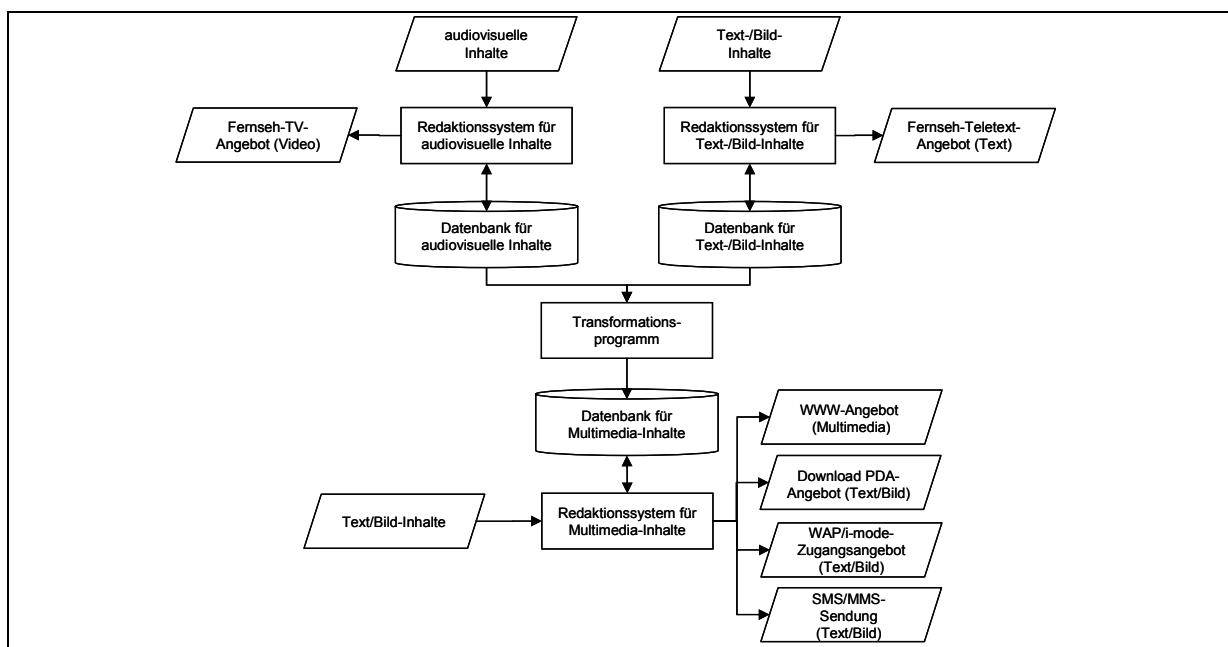 audiovisuelle
Inhalte
Text-/Bild-
Inhalte
Fernseh-TV-
Angebot (Video)
Redaktionssystem für
audiovisuelle Inhalte
Redaktionssystem für
Text-/Bild-Inhalte
Fernseh-Teletext-
Angebot (Text)
Datenbank für
audiovisuelle Inhalte
Datenbank für
Text-/Bild-Inhalte
Transformations-
programm
Datenbank für
Multimedia-Inhalte
WWW-Angebot
(Multimedia)
Download PDA-
Angebot (Text/Bild)
Text/Bild-Inhalte
Redaktionssystem für
Multimedia-Inhalte
WAP/i-mode-
Zugangsangebot
(Text/Bild)
SMS/MMS-
Sendung
(Text/Bild)